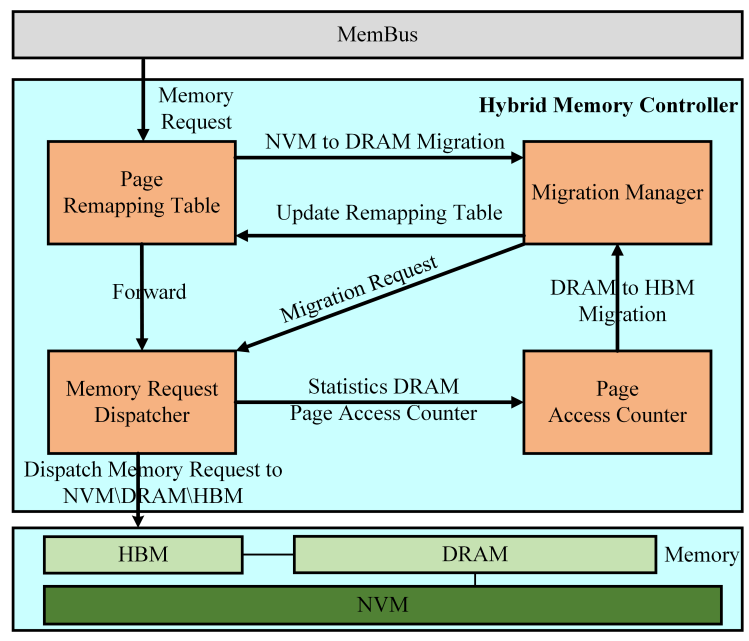 MemBus
Memory
Request
Hybrid Memory Controller
NVM to DRAM Migration
Page
Remapping Table
Migration Manager
Update Remapping Table
Migration Request
Forward
DRAM to HBM
Migration
Memory Request
Dispatcher
Statistics DRAM
Page Access Counter
Page
Access Counter
Dispatch Memory Request to
NVM\DRAM\HBM
HBM
DRAM
Memory
NVM